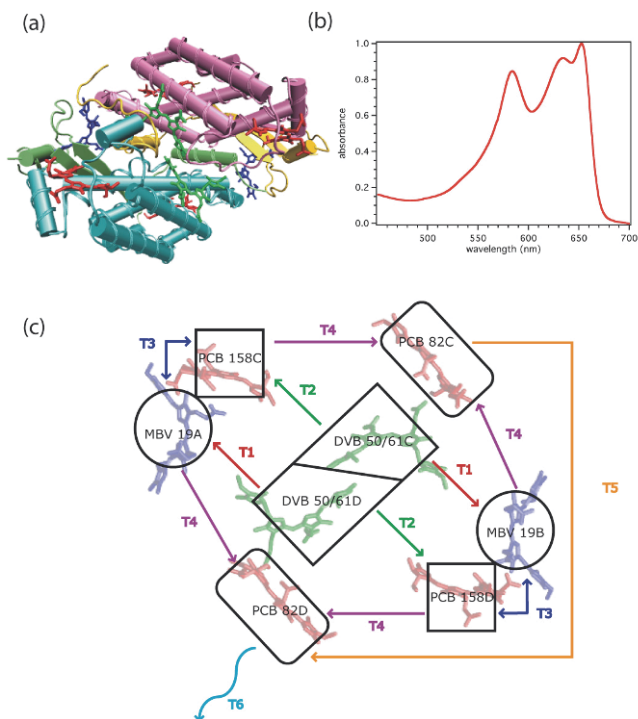 (a)
(b)
absorbance
1.0
0.8
0.6
0.4
0.2
0.0
500
550
600
650
700
wavelength (nm)
(c)
T3
PCB 158C
T4
PCB 82C
T2
MBV 19A
T1
DVB 50/61C
T4
T1
T5
T4
DVB 50/61D
T2
MBV 19B
PCB 82D
PCB 158D
T4
T3
T6